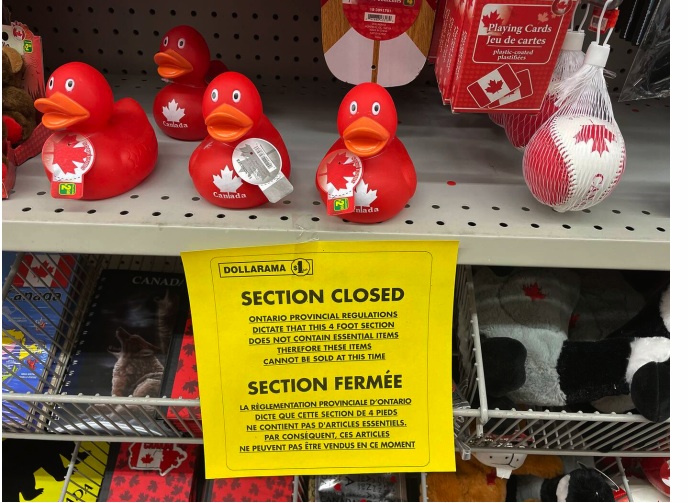 Canada
Canada
Canada
Playing Cards
Jeu de cartes
plastic-coated
plastifiées
CANADA
DOLLARAMA $1
SECTION CLOSED
ONTARIO PROVINCIAL REGULATIONS
DICTATE THAT THIS 4 FOOT SECTION
DOES NOT CONTAIN ESSENTIAL ITEMS
THEREFORE THESE ITEMS
CANNOT BE SOLD AT THIS TIME
SECTION FERMÉE
LA RÉGLEMENTATION PROVINCIALE D'ONTARIO
DICTE QUE CETTE SECTION DE 4 PIEDS
NE CONTIENT PAS D'ARTICLES ESSENTIELS.
PAR CONSÉQUENT, CES ARTICLES
NE PEUVENT PAS ÊTRE VENDUS EN CE MOMENT